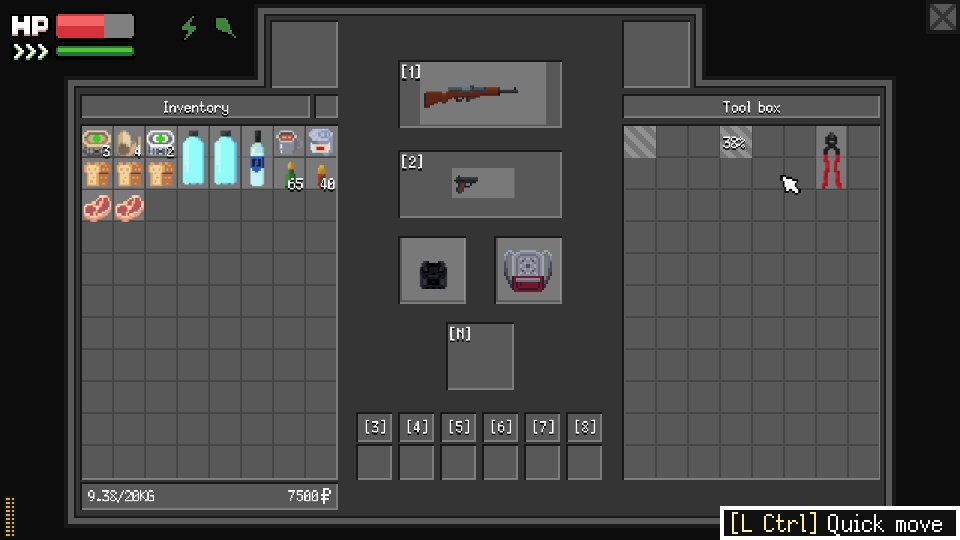 HP
[1]
Inventory
Tool box
3
4
2
38%
[2]
65
40
[N]
[3] [4] [5] [6] [7] [8]
9.38/20KG 7500₽
[L Ctrl] Quick move